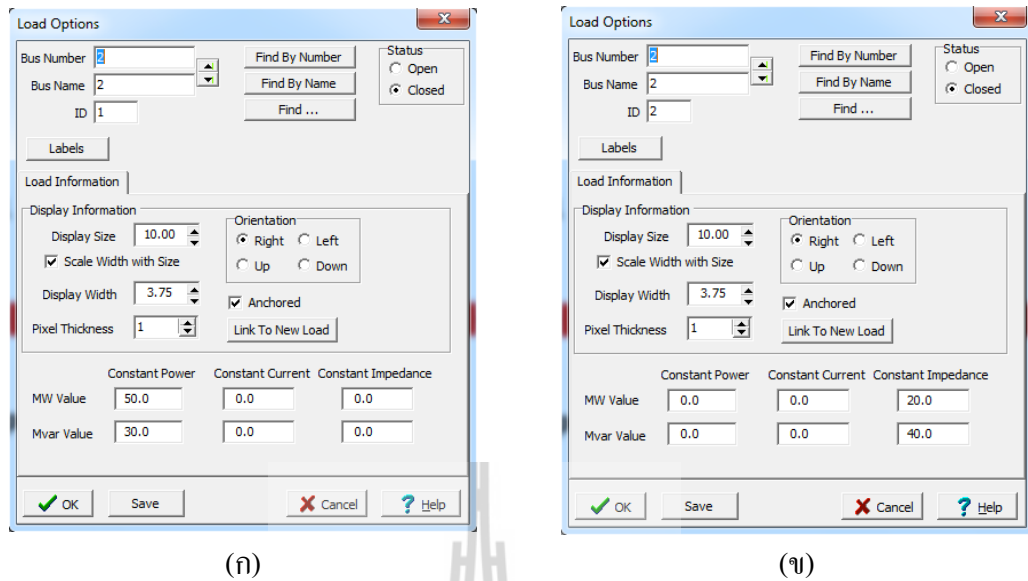 Load Options
Bus Number 2 Find By Number Status
Open
Bus Name 2 Find By Name Closed
ID 1 Find ...
Labels
Load Information
Display Information
Display Size 10.00 Orientation
Right Left
Scale Width with Size
Up Down
Display Width 3.75 Anchored
Pixel Thickness 1 Link To New Load
Constant Power Constant Current Constant Impedance
MW Value 50.0 0.0 0.0
Mvar Value 30.0 0.0 0.0
OK Save Cancel ? Help
(ก)
Load Options
Bus Number 2 Find By Number Status
Open
Bus Name 2 Find By Name Closed
ID 2 Find ...
Labels
Load Information
Display Information
Display Size 10.00 Orientation
Right Left
Scale Width with Size
Up Down
Display Width 3.75 Anchored
Pixel Thickness 1 Link To New Load
Constant Power Constant Current Constant Impedance
MW Value 0.0 0.0 20.0
Mvar Value 0.0 0.0 40.0
OK Save Cancel ? Help
(ข)